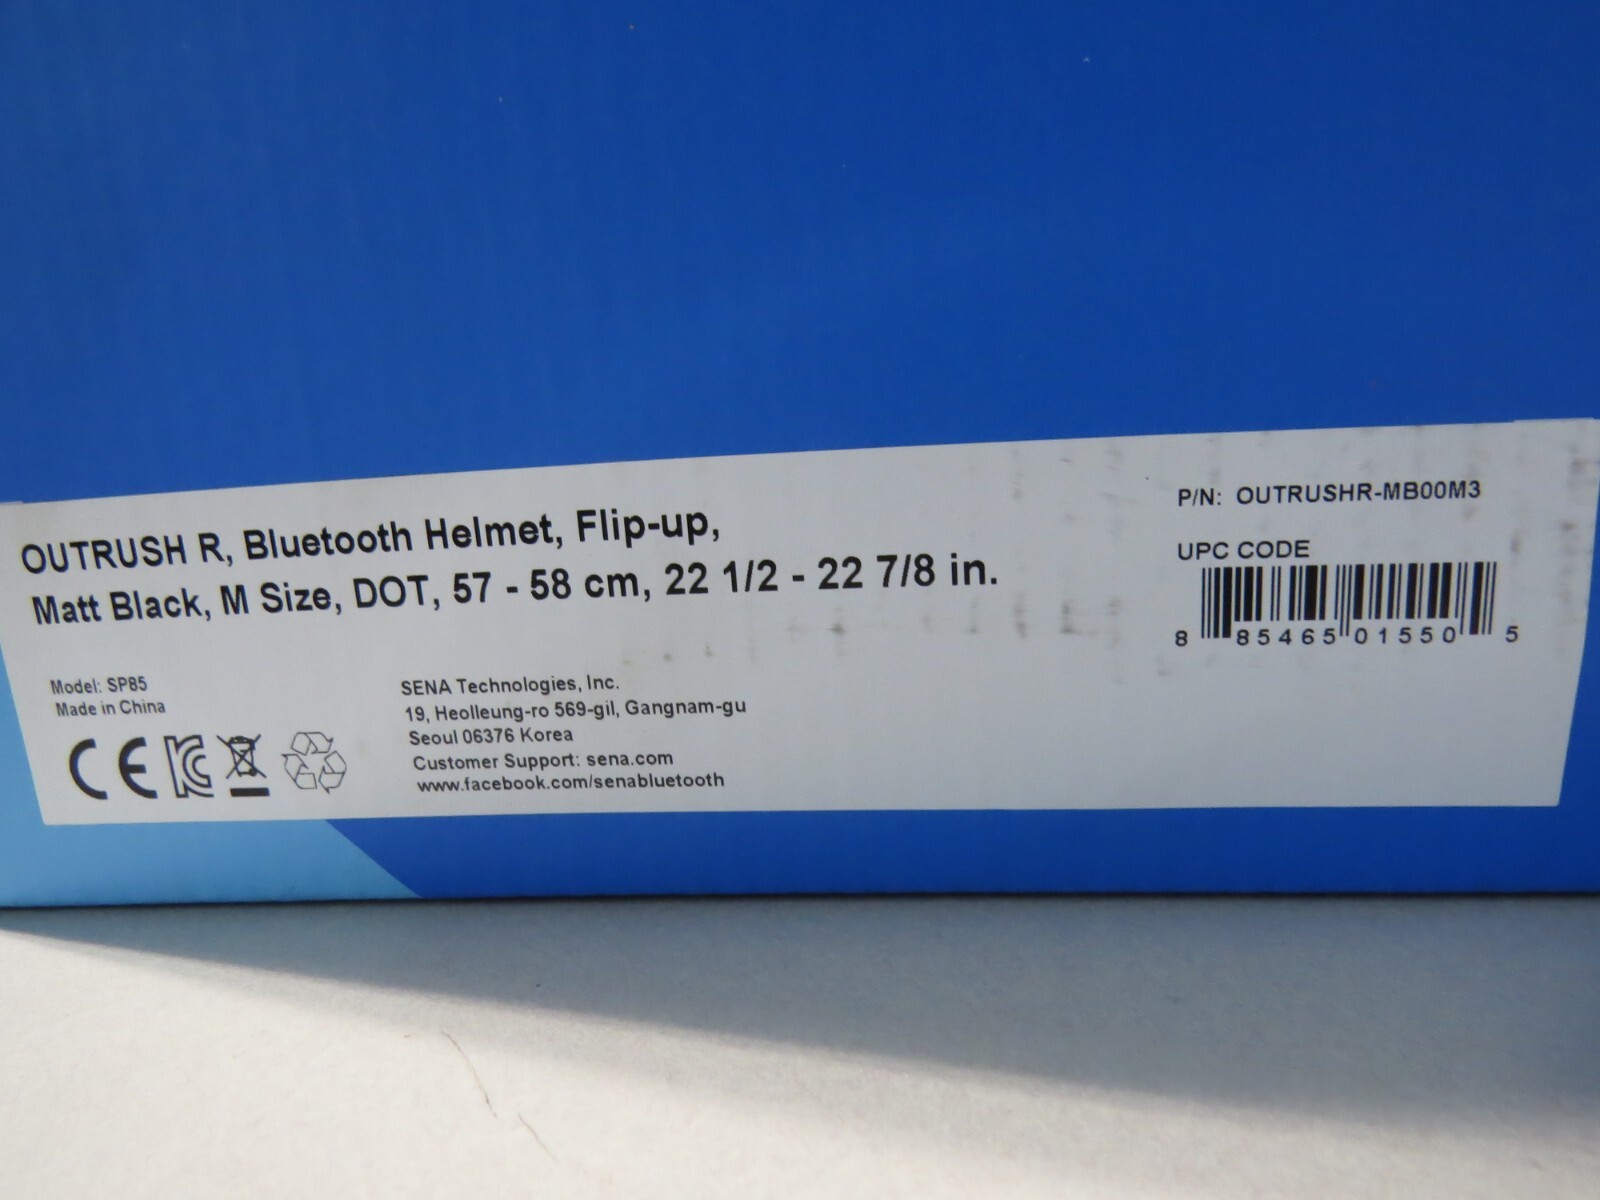 OUTRUSH R, Bluetooth Helmet, Flip-up,
Matt Black, M Size, DOT, 57 - 58 cm, 22 1/2 - 22 7/8 in.
P/N: OUTRUSHR-MB00M3
UPC CODE
8 85465 01550 5
Model: SP85
Made in China
CE
SENA Technologies, Inc.
19, Heolleung-ro 569-gil, Gangnam-gu
Seoul 06376 Korea
Customer Support: sena.com
www.facebook.com/senabluetooth